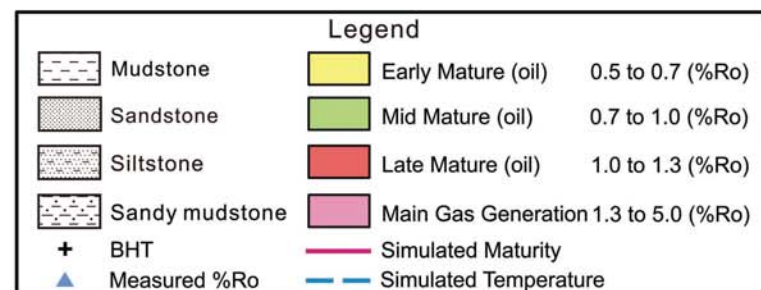 Legend
Mudstone Early Mature (oil) 0.5 to 0.7 (%Ro)
Sandstone Mid Mature (oil) 0.7 to 1.0 (%Ro)
Siltstone Late Mature (oil) 1.0 to 1.3 (%Ro)
Sandy mudstone Main Gas Generation 1.3 to 5.0 (%Ro)
BHT Simulated Maturity
Measured %Ro Simulated Temperature